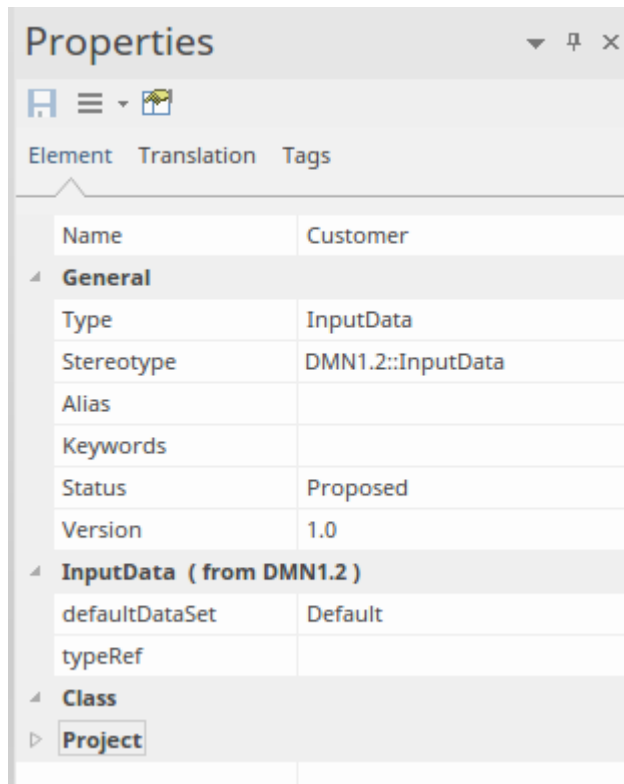 Properties
Element Translation Tags
Name Customer
General
Type InputData
Stereotype DMN1.2::InputData
Alias
Keywords
Status Proposed
Version 1.0
InputData ( from DMN1.2 )
defaultDataSet Default
typeRef
Class
Project